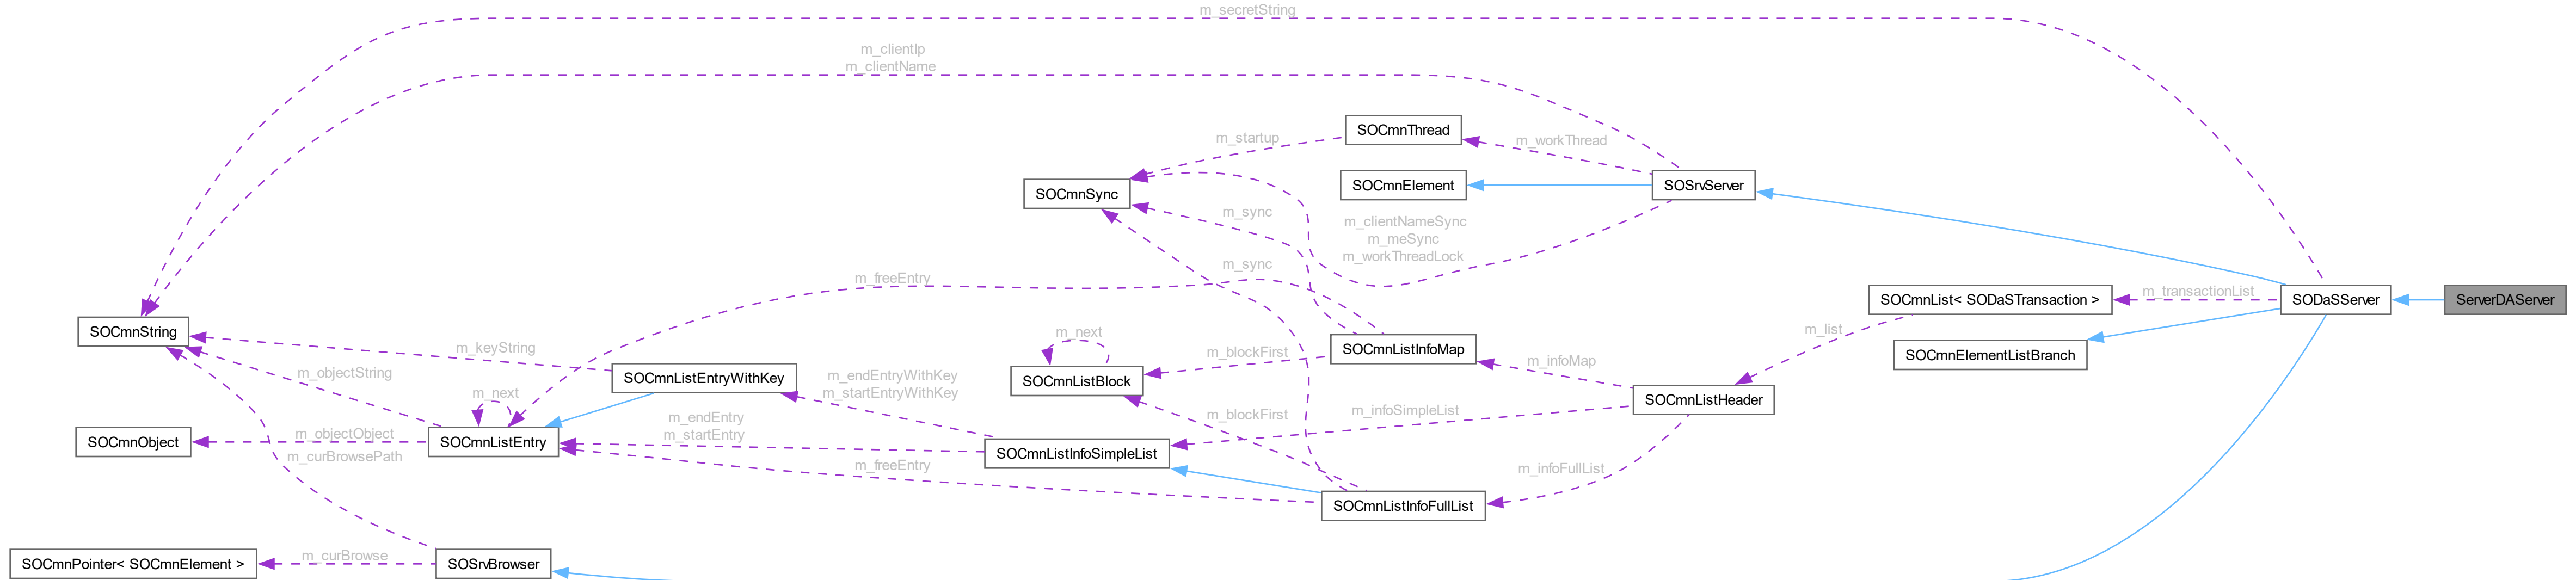 m_secretString
m_clientIp
m_clientName
SOCmnThread
m_startup
m_workThread
SOCmnElement
SOSrvServer
SOCmnSync
m_sync
m_clientNameSync
m_meSync
m_workThreadLock
m_sync
m_freeEntry
SOCmnList< SODaSTransaction >
m_transactionList
SODaSServer
ServerDAServer
SOCmnString
m_next
m_list
m_keyString
m_blockFirst
SOCmnListInfoMap
SOCmnElementListBranch
m_infoMap
m_objectString
SOCmnListEntryWithKey
m_endEntryWithKey
m_startEntryWithKey
SOCmnListBlock
m_next
SOCmnListHeader
m_blockFirst
m_infoSimpleList
m_endEntry
m_startEntry
SOCmnObject
m_objectObject
SOCmnListEntry
m_curBrowsePath
SOCmnListInfoSimpleList
m_freeEntry
m_infoFullList
SOCmnListInfoFullList
SOCmnPointer< SOCmnElement >
m_curBrowse
SOSrvBrowser